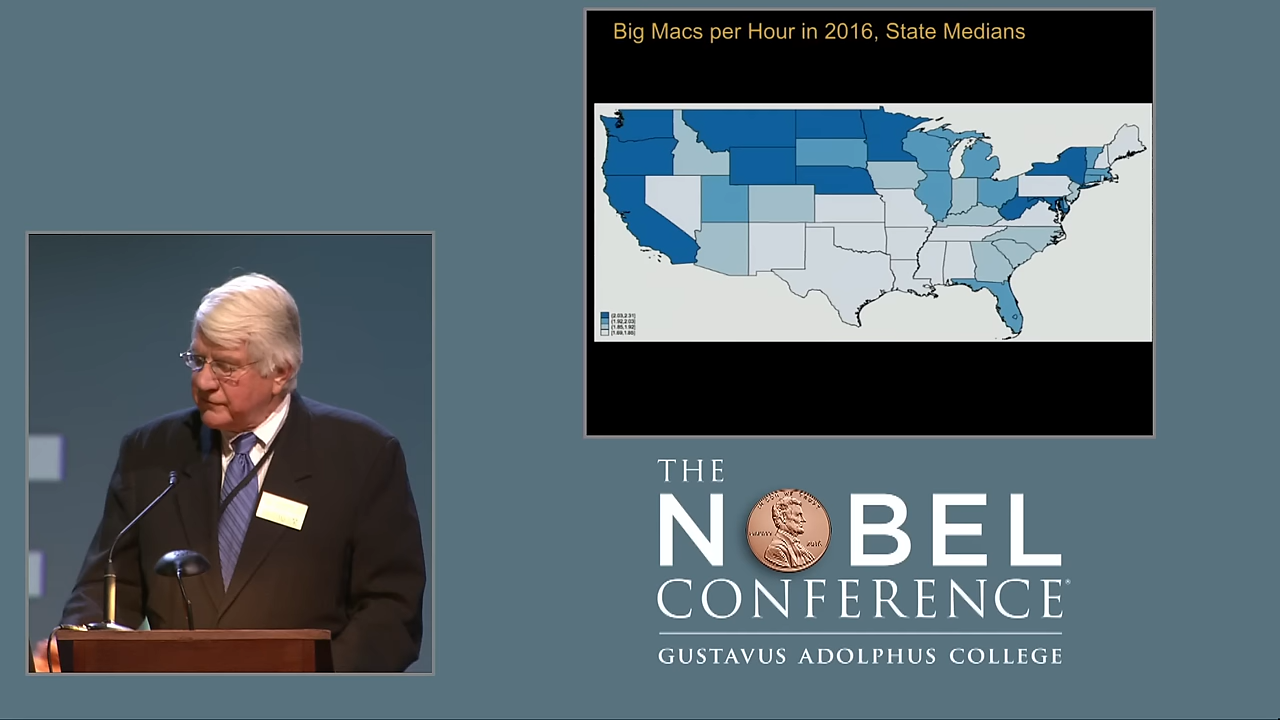 Big Macs per Hour in 2016, State Medians
THE
NOBEL
CONFERENCE®
GUSTAVUS ADOLPHUS COLLEGE